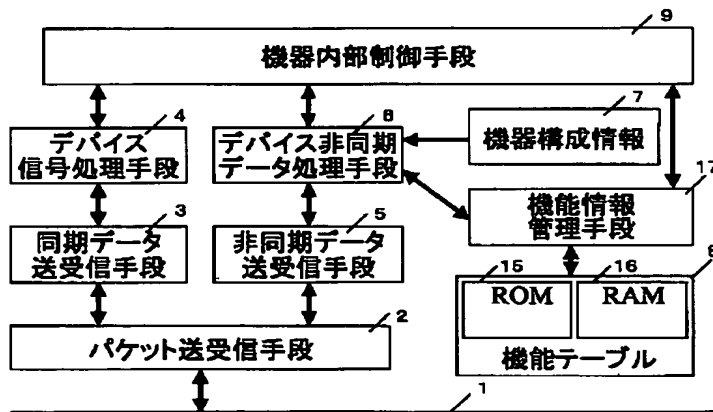 9
機器内部制御手段
4
デバイス
信号処理手段
6
デバイス非同期
データ処理手段
7
機器構成情報
17
機能情報
管理手段
3
同期データ
送受信手段
5
非同期データ
送受信手段
15
ROM
16
RAM
機能テーブル
2
パケット送受信手段
1